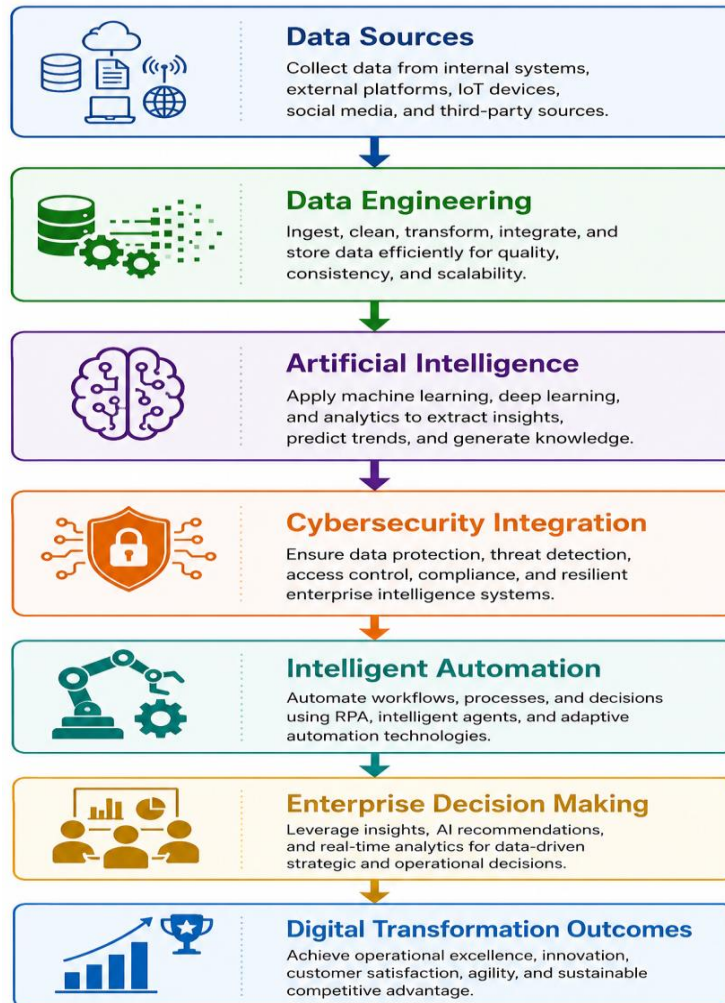 Data Sources
Collect data from internal systems,
external platforms, IoT devices,
social media, and third-party sources.
Data Engineering
Ingest, clean, transform, integrate, and
store data efficiently for quality,
consistency, and scalability.
Artificial Intelligence
Apply machine learning, deep learning,
and analytics to extract insights,
predict trends, and generate knowledge.
Cybersecurity Integration
Ensure data protection, threat detection,
access control, compliance, and resilient
enterprise intelligence systems.
Intelligent Automation
Automate workflows, processes, and decisions
using RPA, intelligent agents, and adaptive
automation technologies.
Enterprise Decision Making
Leverage insights, AI recommendations,
and real-time analytics for data-driven
strategic and operational decisions.
Digital Transformation Outcomes
Achieve operational excellence, innovation,
customer satisfaction, agility, and sustainable
competitive advantage.